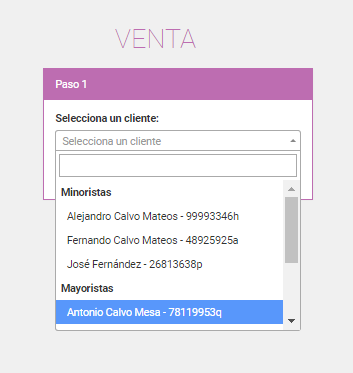 VENTA
Paso 1
Selecciona un cliente:
Selecciona un cliente
Minoristas
Alejandro Calvo Mateos - 99993346h
Fernando Calvo Mateos - 48925925a
José Fernández - 26813638p
Mayoristas
Antonio Calvo Mesa - 78119953q